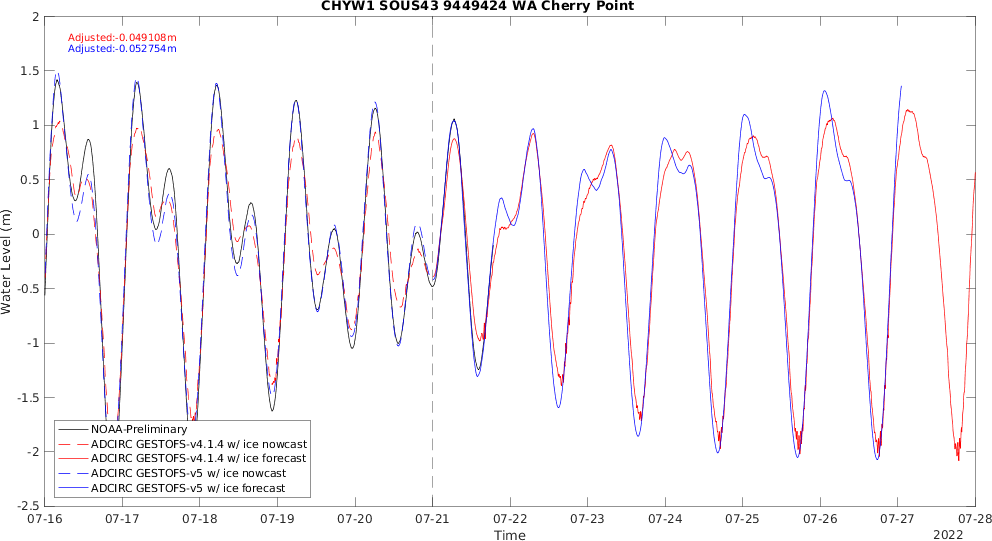 CHYW1 SOUS43 9449424 WA Cherry Point
Adjusted:-0.049108m
Adjusted:-0.052754m
2
1.5
1
0.5
0
-0.5
-1
-1.5
-2
-2.5
Water Level (m)
NOAA-Preliminary
ADCIRC GESTOFS-v4.1.4 w/ ice nowcast
ADCIRC GESTOFS-v4.1.4 w/ ice forecast
ADCIRC GESTOFS-v5 w/ ice nowcast
ADCIRC GESTOFS-v5 w/ ice forecast
07-16 07-17 07-18 07-19 07-20 07-21 07-22 07-23 07-24 07-25 07-26 07-27 07-28
Time
2022